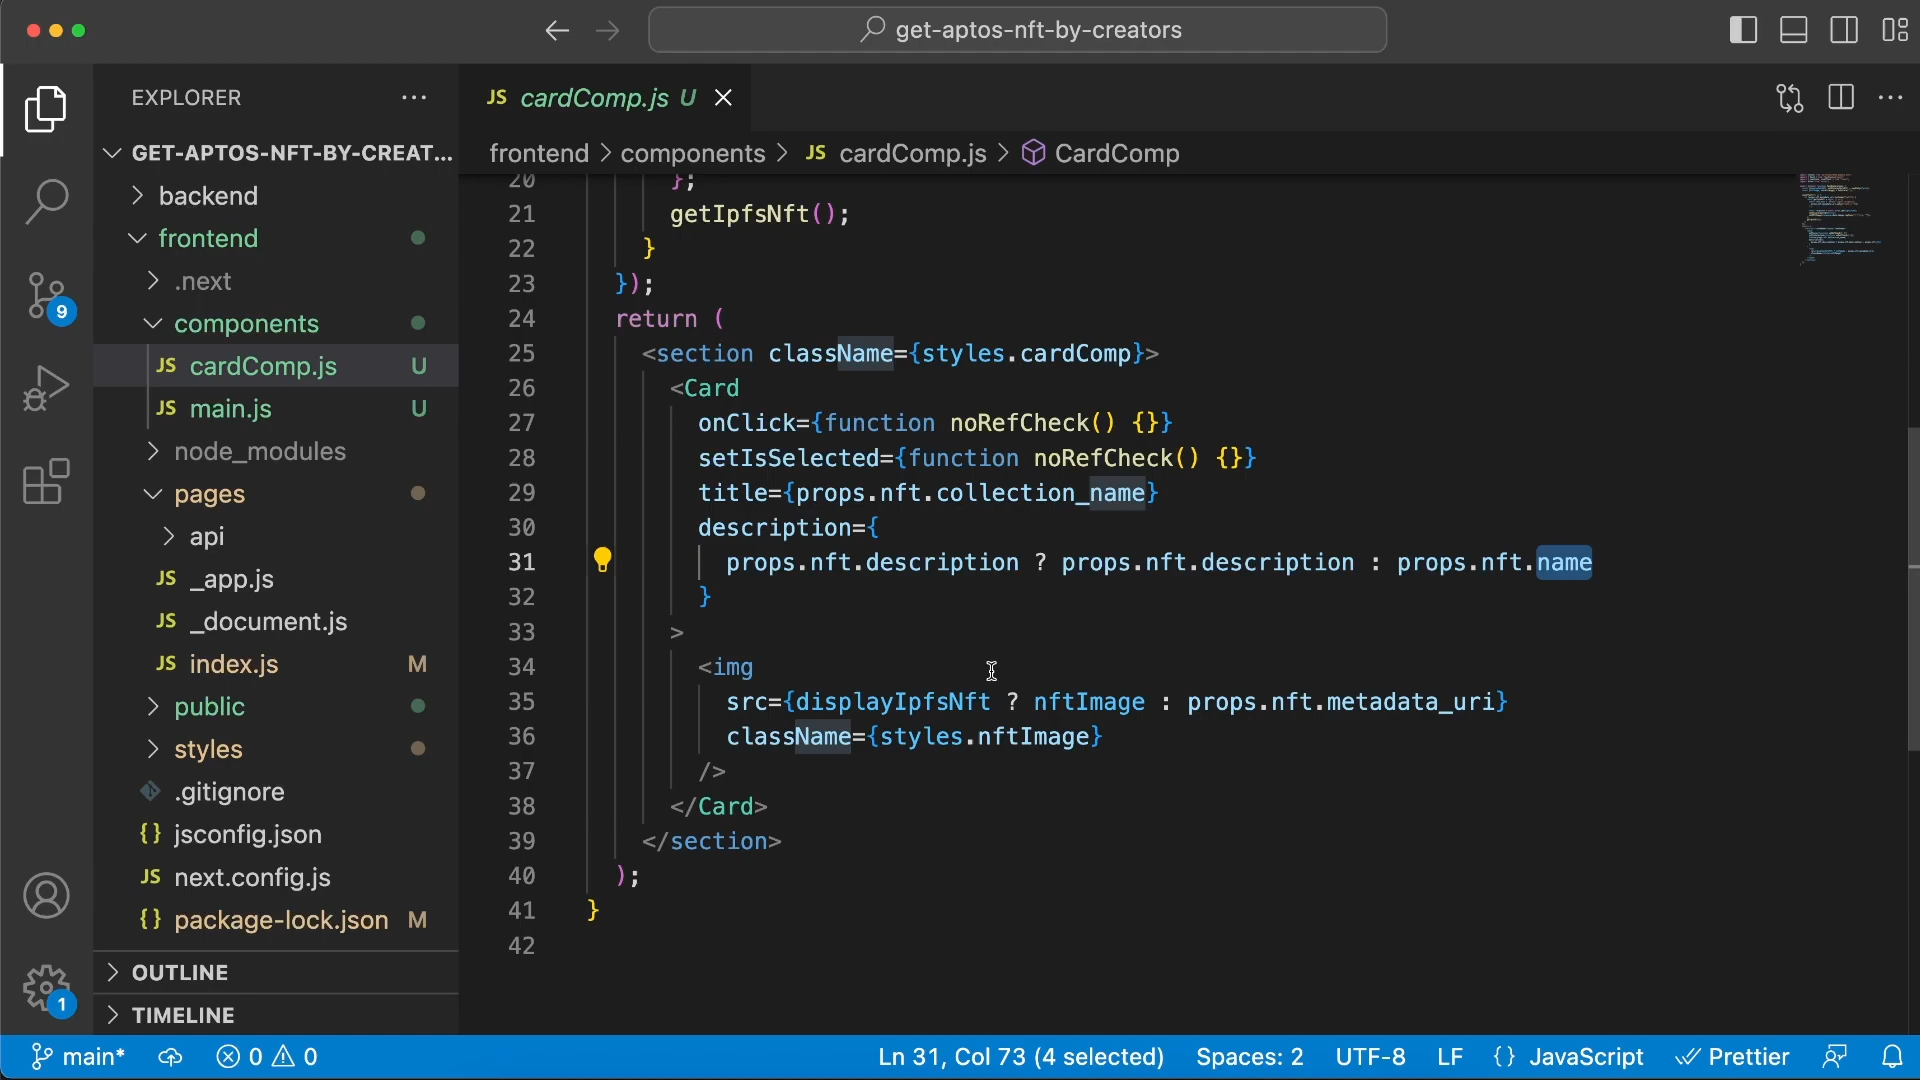 get-aptos-nft-by-creators
EXPLORER
GET-APTOS-NFT-BY-CREAT...
backend
frontend
.next
components
JS cardComp.js U
JS main.js U
node_modules
pages
api
JS _app.js
JS _document.js
JS index.js M
public
styles
.gitignore
{} jsconfig.json
JS next.config.js
{} package-lock.json M
OUTLINE
TIMELINE
9
1
JS cardComp.js U
frontend > components > JS cardComp.js > CardComp
20 };
21 getIpfsNft();
22 }
23 });
24 return (
25 <section className={styles.cardComp}>
26 <Card
27 onClick={function noRefCheck() {}}
28 setIsSelected={function noRefCheck() {}}
29 title={props.nft.collection_name}
30 description={
31 props.nft.description ? props.nft.description : props.nft.name
32 }
33 >
34 <img
35 src={displayIpfsNft ? nftImage : props.nft.metadata_uri}
36 className={styles.nftImage}
37 />
38 </Card>
39 </section>
40 );
41 }
42
main* 0 0 Ln 31, Col 73 (4 selected) Spaces: 2 UTF-8 LF {} JavaScript Prettier